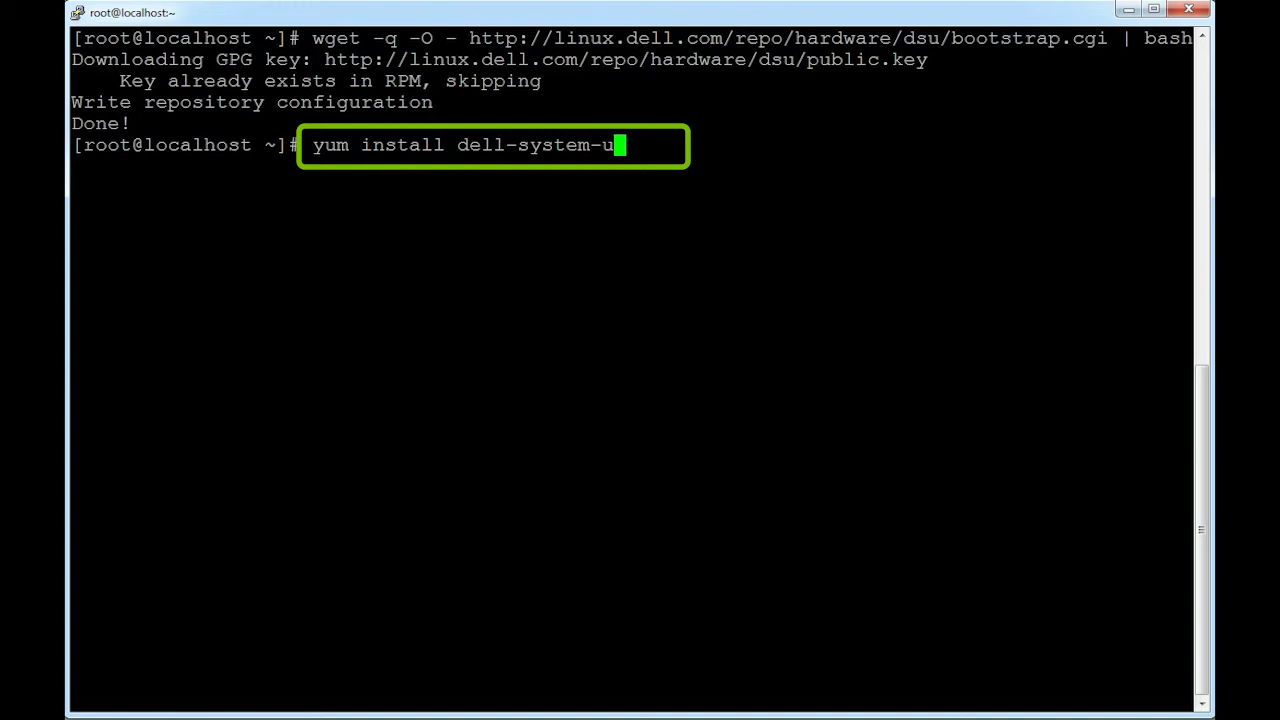 root@localhost:~
[root@localhost ~]# wget -q -O - http://linux.dell.com/repo/hardware/dsu/bootstrap.cgi | bash
Downloading GPG key: http://linux.dell.com/repo/hardware/dsu/public.key
    Key already exists in RPM, skipping
Write repository configuration
Done!
[root@localhost ~]# yum install dell-system-u